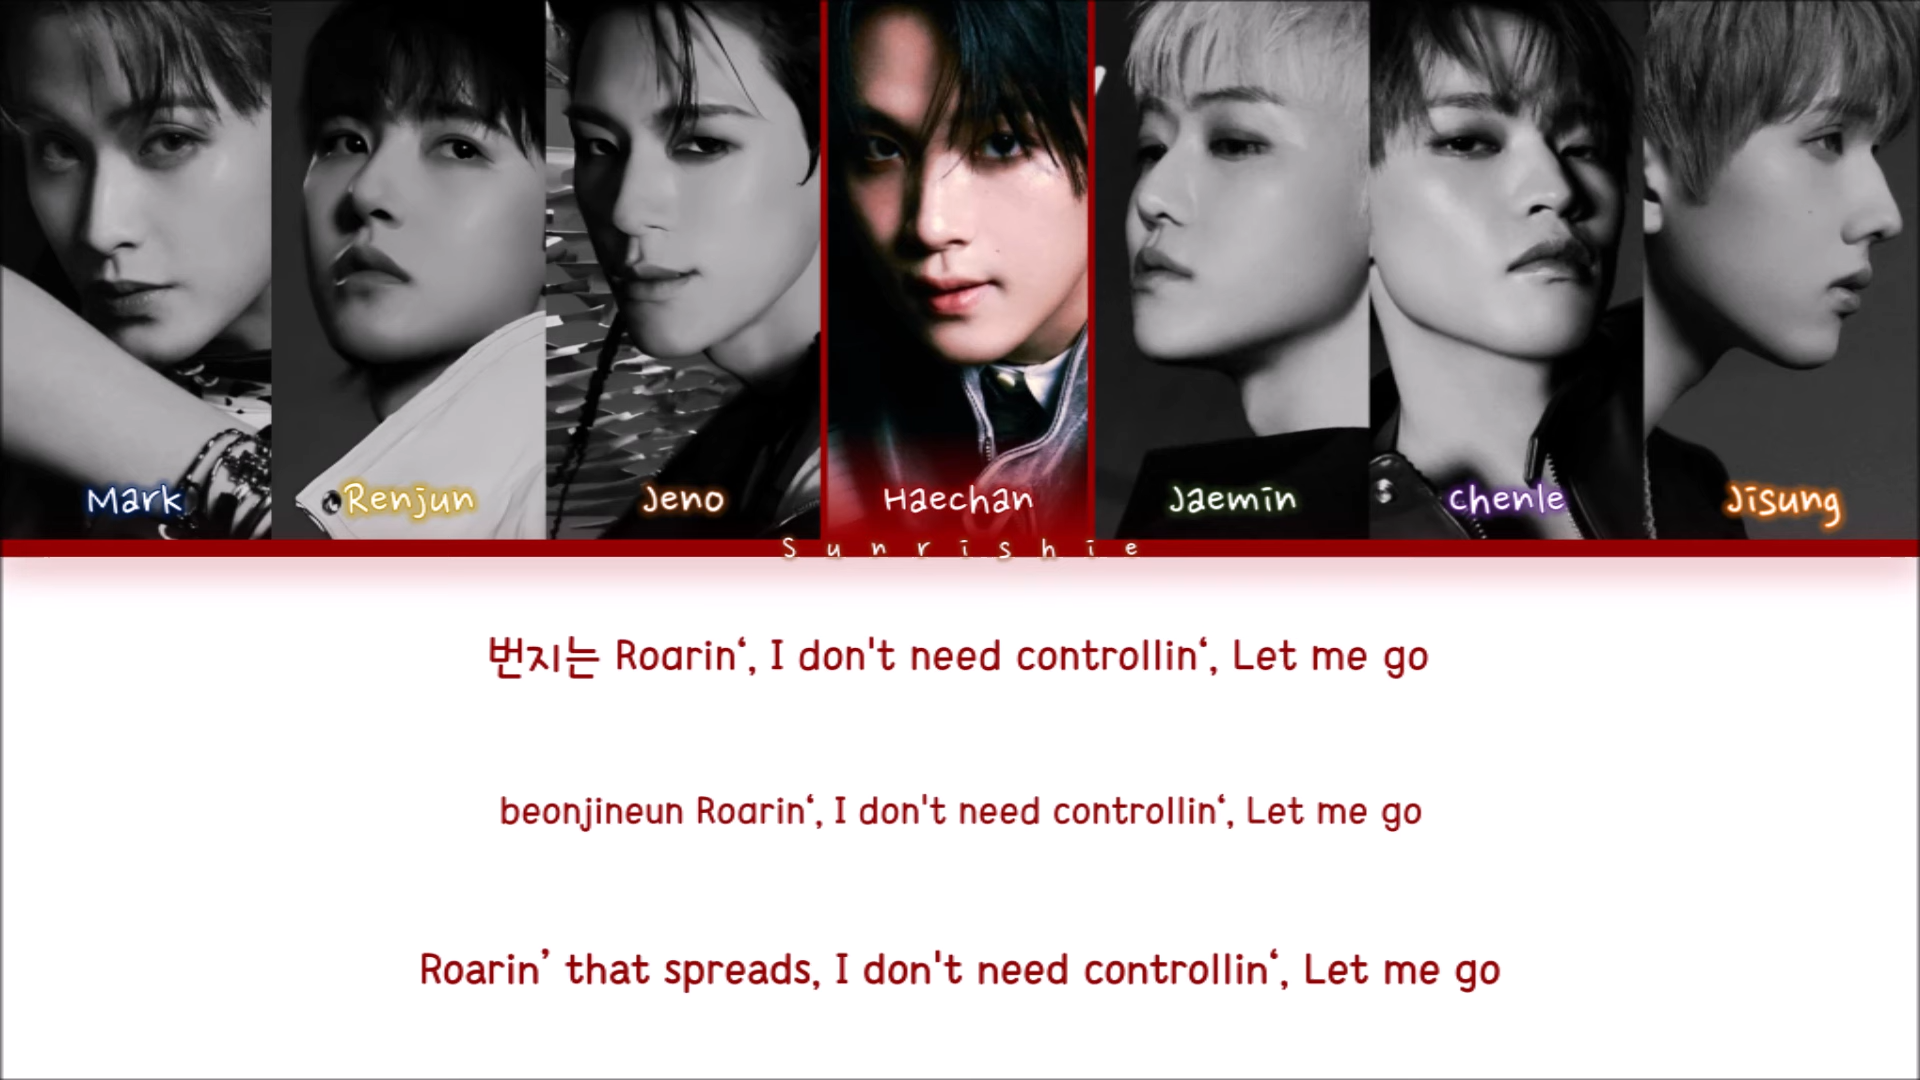 Mark Renjun Jeno Haechan Jaemin Chenle Jisung
Sunrishie
번지는 Roarin‘, I don't need controllin‘, Let me go
beonjineun Roarin‘, I don't need controllin‘, Let me go
Roarin’ that spreads, I don't need controllin‘, Let me go